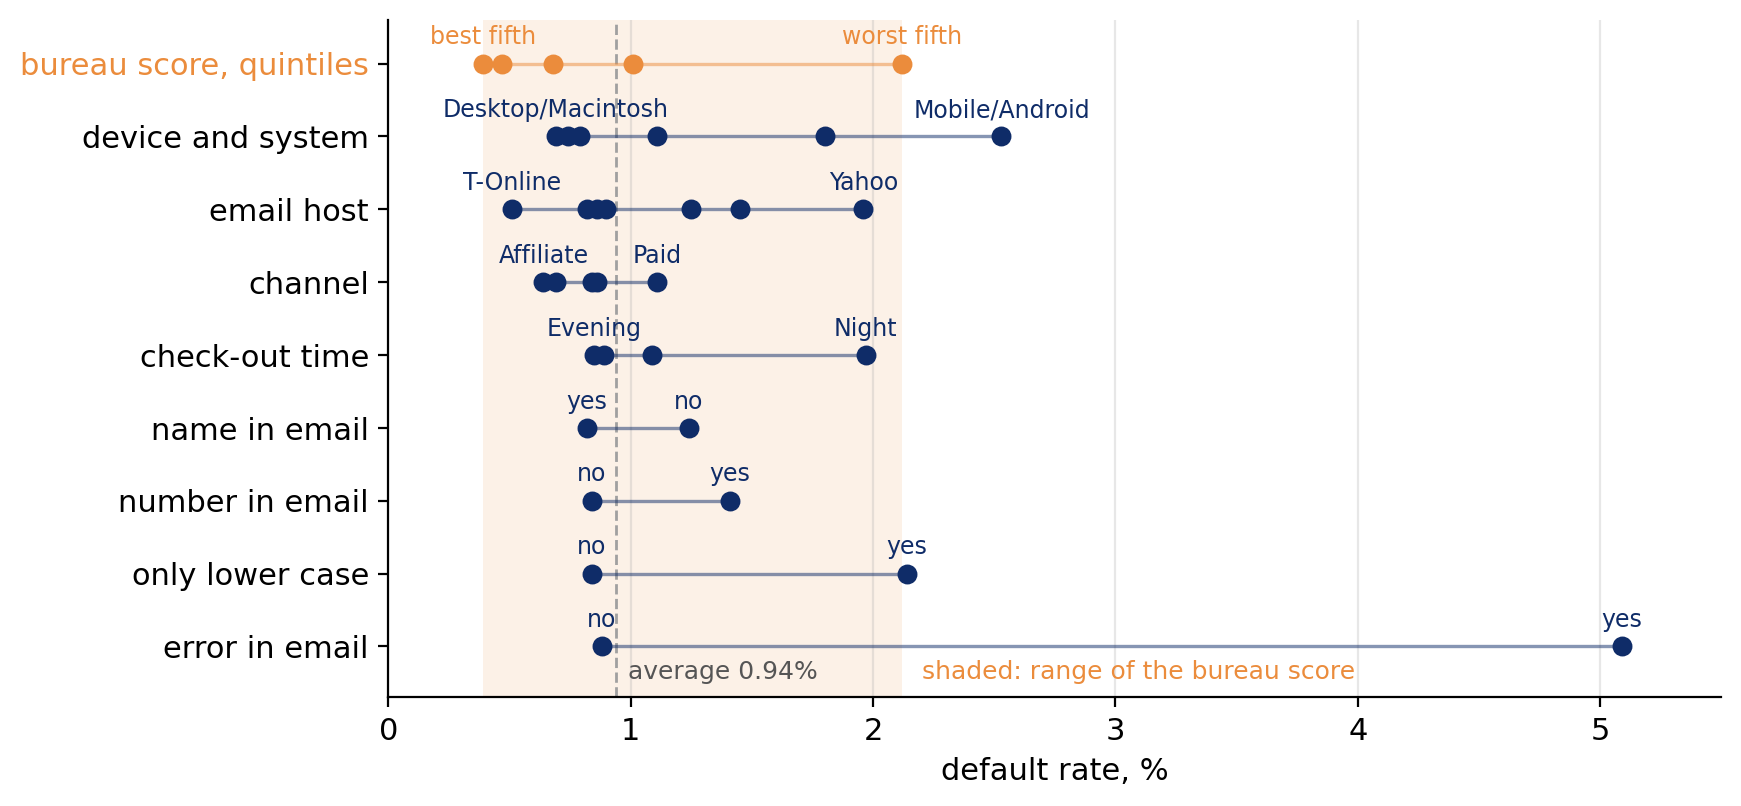 best fifth worst fifth
bureau score, quintiles
Desktop/Macintosh Mobile/Android
device and system
T-Online Yahoo
email host
Affiliate Paid
channel
Evening Night
check-out time
yes no
name in email
no yes
number in email
no yes
only lower case
no yes
error in email
average 0.94% shaded: range of the bureau score
0 1 2 3 4 5
default rate, %